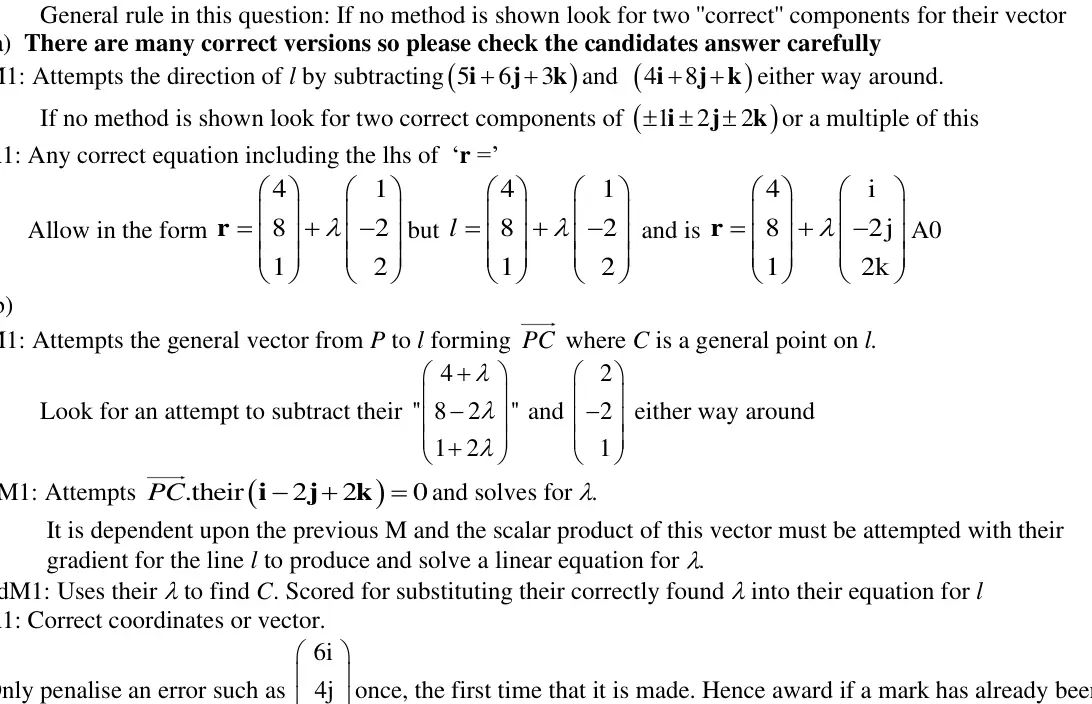 General rule in this question: If no method is shown look for two "correct" components for their vector
) There are many correct versions so please check the candidates answer carefully
M1: Attempts the direction of l by subtracting (5i + 6j + 3k) and (4i + 8j + k) either way around.
If no method is shown look for two correct components of (±1i ± 2j ± 2k) or a multiple of this
1: Any correct equation including the lhs of ‘r =’
Allow in the form r = (4 8 1) + λ (1 −2 2) but l = (4 8 1) + λ (1 −2 2) and is r = (4 8 1) + λ (i −2j 2k) A0
)
M1: Attempts the general vector from P to l forming PC where C is a general point on l.
Look for an attempt to subtract their "(4 + λ 8 − 2λ 1 + 2λ)" and (2 −2 1) either way around
M1: Attempts PC.their (i − 2j + 2k) = 0 and solves for λ.
It is dependent upon the previous M and the scalar product of this vector must be attempted with their
gradient for the line l to produce and solve a linear equation for λ.
dM1: Uses their λ to find C. Scored for substituting their correctly found λ into their equation for l
1: Correct coordinates or vector.
Only penalise an error such as (6i 4j once, the first time that it is made. Hence award if a mark has already been